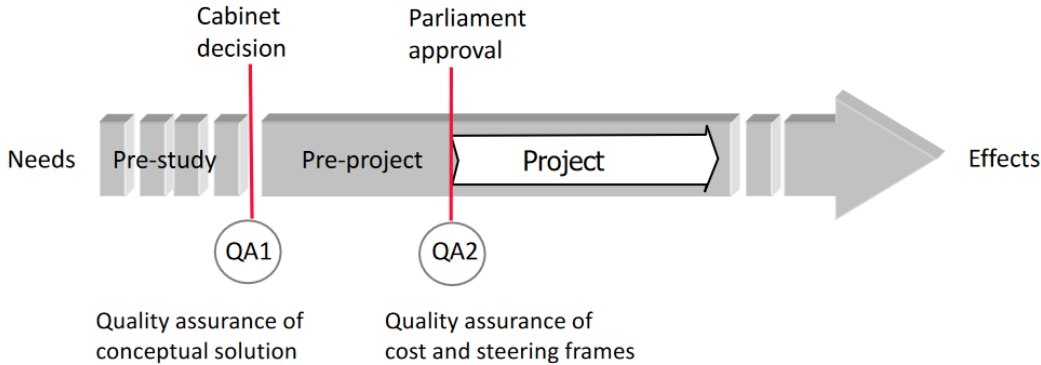 Cabinet
decision
Parliament
approval
Needs
Pre-study
Pre-project
Project
Effects
QA1
QA2
Quality assurance of
conceptual solution
Quality assurance of
cost and steering frames